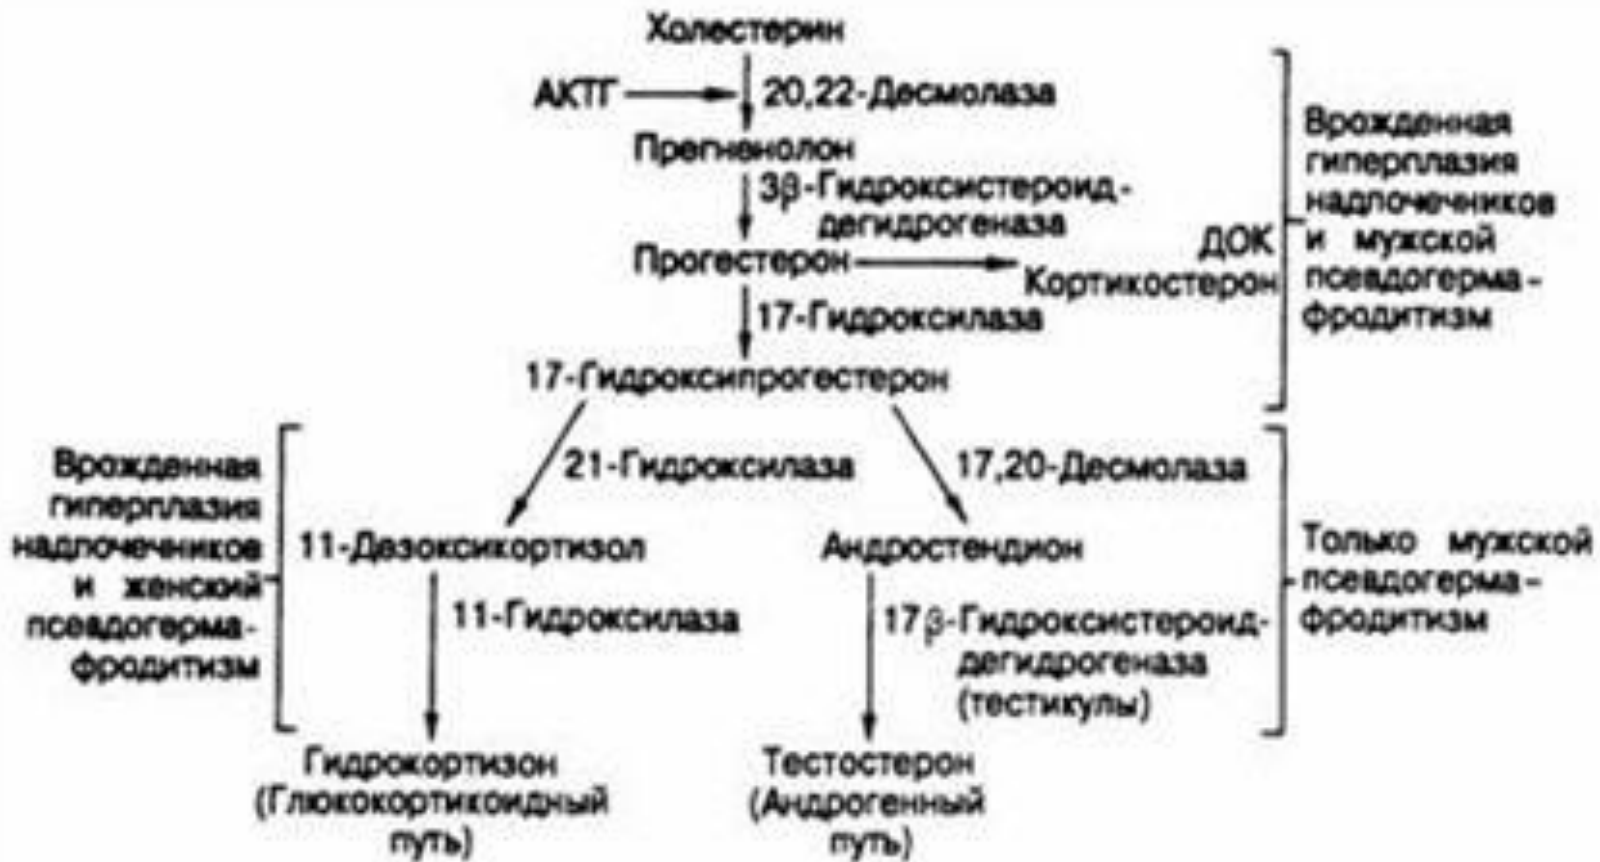 Холестерин
АКТГ
20,22-Десмолаза
Прегненолон
3β-Гидроксистероид-
дегидрогеназа
Прогестерон
ДОК
Кортикостерон
17-Гидроксилаза
17-Гидроксипрогестерон
Врожденная
гиперплазия
надпочечников
и мужской
псевдогерма-
фродитизм
Врожденная
гиперплазия
надпочечников
и женский
псевдогерма-
фродитизм
21-Гидроксилаза
17,20-Десмолаза
11-Дезоксикортизол
Андростендион
11-Гидроксилаза
17β-Гидроксистероид-
дегидрогеназа
(тестикулы)
Только мужской
псевдогерма-
фродитизм
Гидрокортизон
(Глюкокортикоидный
путь)
Тестостерон
(Андрогенный
путь)